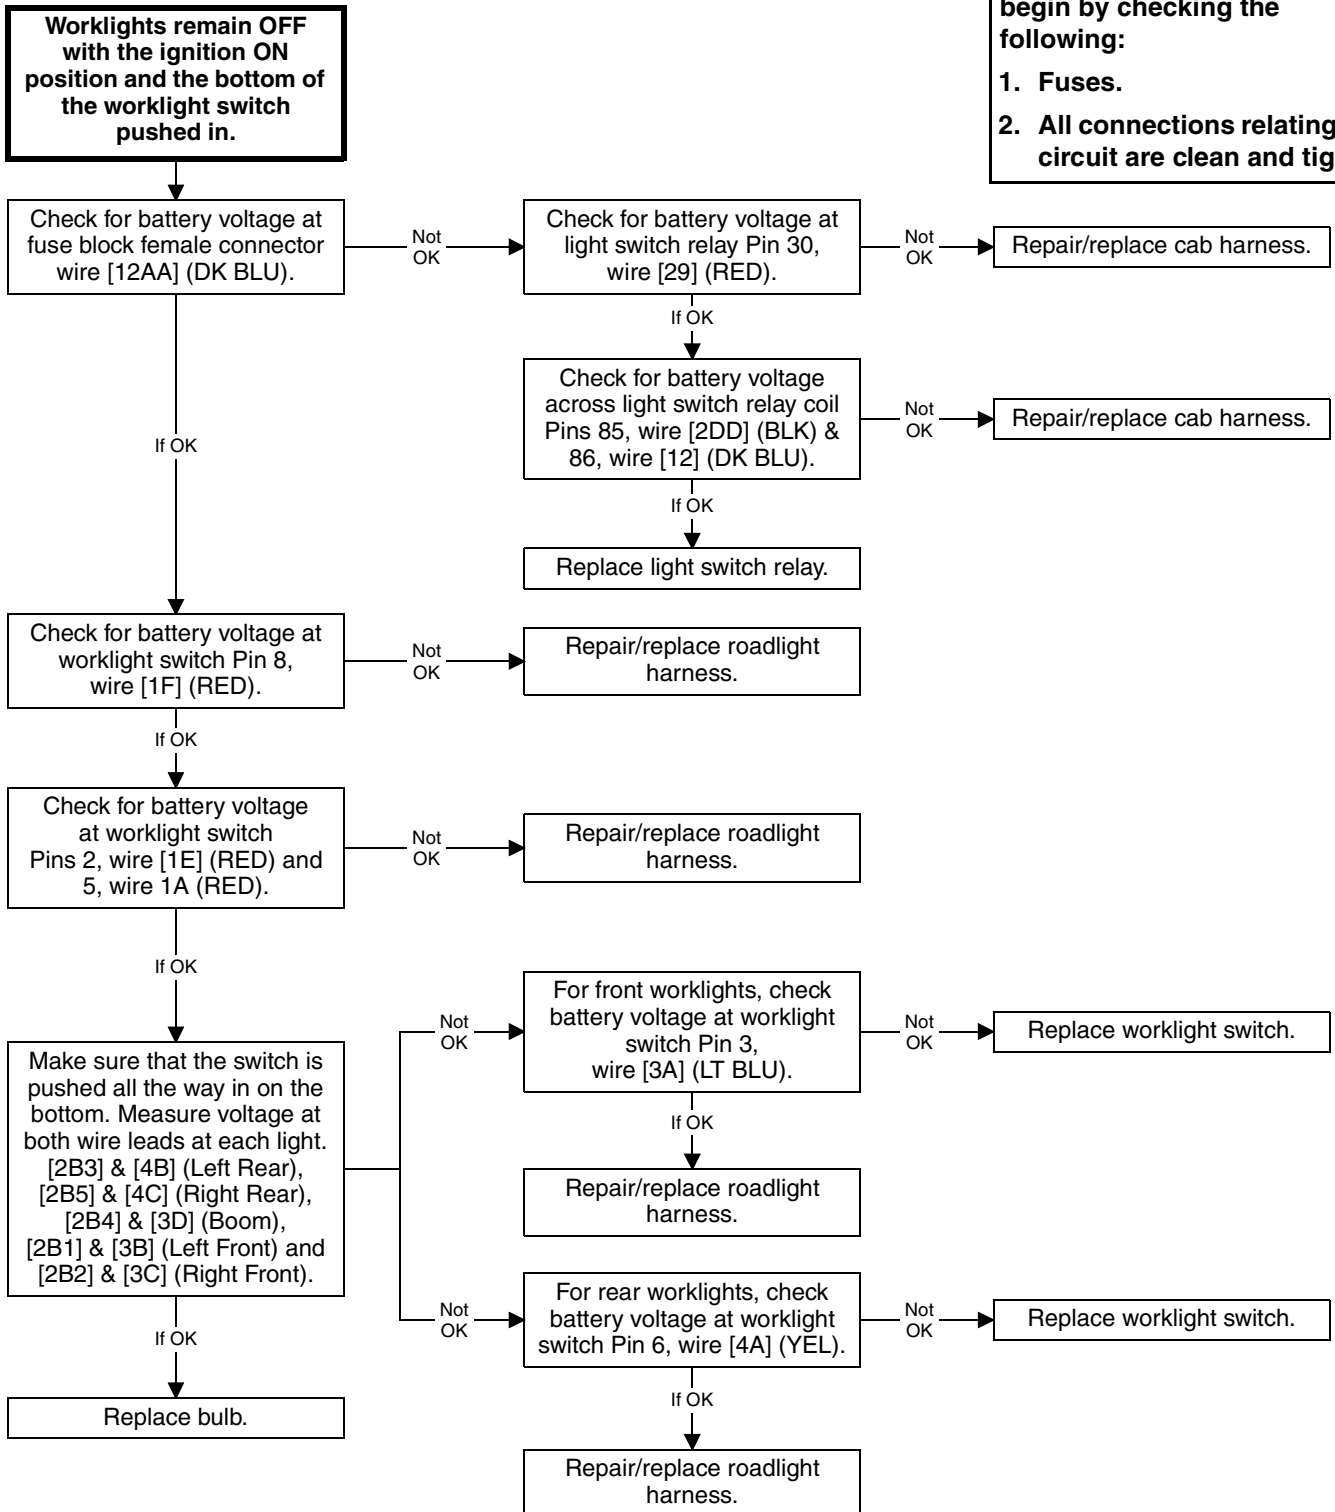 Worklights remain OFF
with the ignition ON
position and the bottom of
the worklight switch
pushed in.
begin by checking the
following:
1. Fuses.
2. All connections relating
circuit are clean and
Check for battery voltage at
fuse block female connector
wire [12AA] (DK BLU).
Not
OK
Check for battery voltage at
light switch relay Pin 30,
wire [29] (RED).
Not
OK
Repair/replace cab harness.
If OK
Check for battery voltage
across light switch relay coil
Pins 85, wire [2DD] (BLK) &
86, wire [12] (DK BLU).
Not
OK
Repair/replace cab harness.
If OK
If OK
Replace light switch relay.
Check for battery voltage at
worklight switch Pin 8,
wire [1F] (RED).
Not
OK
Repair/replace roadlight
harness.
If OK
Check for battery voltage
at worklight switch
Pins 2, wire [1E] (RED) and
5, wire 1A (RED).
Not
OK
Repair/replace roadlight
harness.
If OK
Make sure that the switch is
pushed all the way in on the
bottom. Measure voltage at
both wire leads at each light.
[2B3] & [4B] (Left Rear),
[2B5] & [4C] (Right Rear),
[2B4] & [3D] (Boom),
[2B1] & [3B] (Left Front) and
[2B2] & [3C] (Right Front).
Not
OK
For front worklights, check
battery voltage at worklight
switch Pin 3,
wire [3A] (LT BLU).
Not
OK
Replace worklight switch.
If OK
Repair/replace roadlight
harness.
Not
OK
For rear worklights, check
battery voltage at worklight
switch Pin 6, wire [4A] (YEL).
Not
OK
Replace worklight switch.
If OK
Repair/replace roadlight
harness.
If OK
Replace bulb.